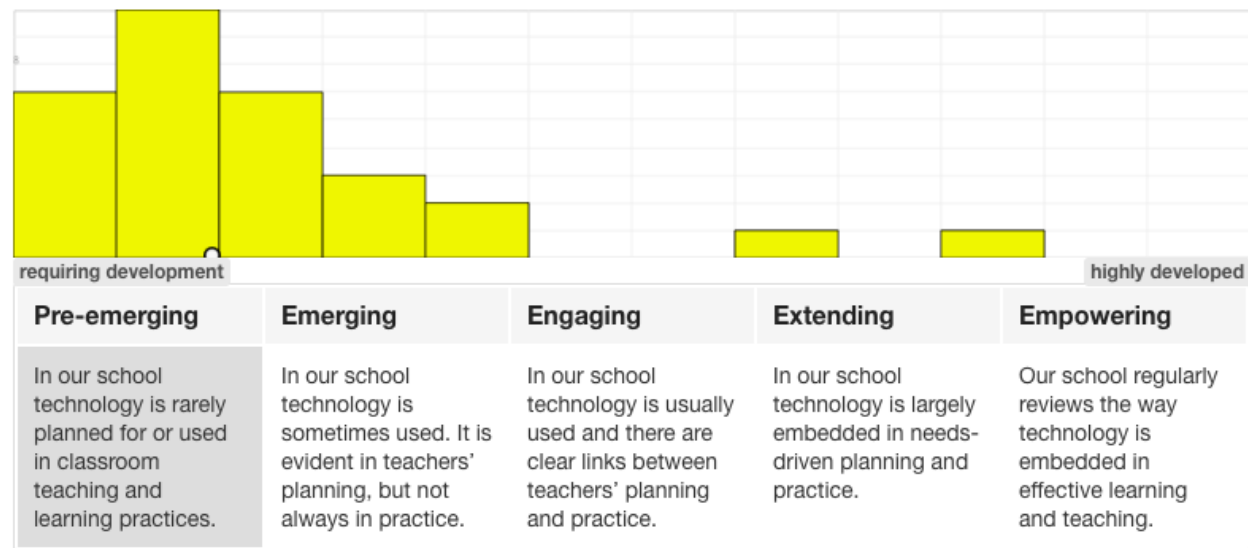 requiring development
highly developed
Pre-emerging
Emerging
Engaging
Extending
Empowering
In our school
technology is rarely
planned for or used
in classroom
teaching and
learning practices.
In our school
technology is
sometimes used. It is
evident in teachers’
planning, but not
always in practice.
In our school
technology is usually
used and there are
clear links between
teachers’ planning
and practice.
In our school
technology is largely
embedded in needs-
driven planning and
practice.
Our school regularly
reviews the way
technology is
embedded in
effective learning
and teaching.